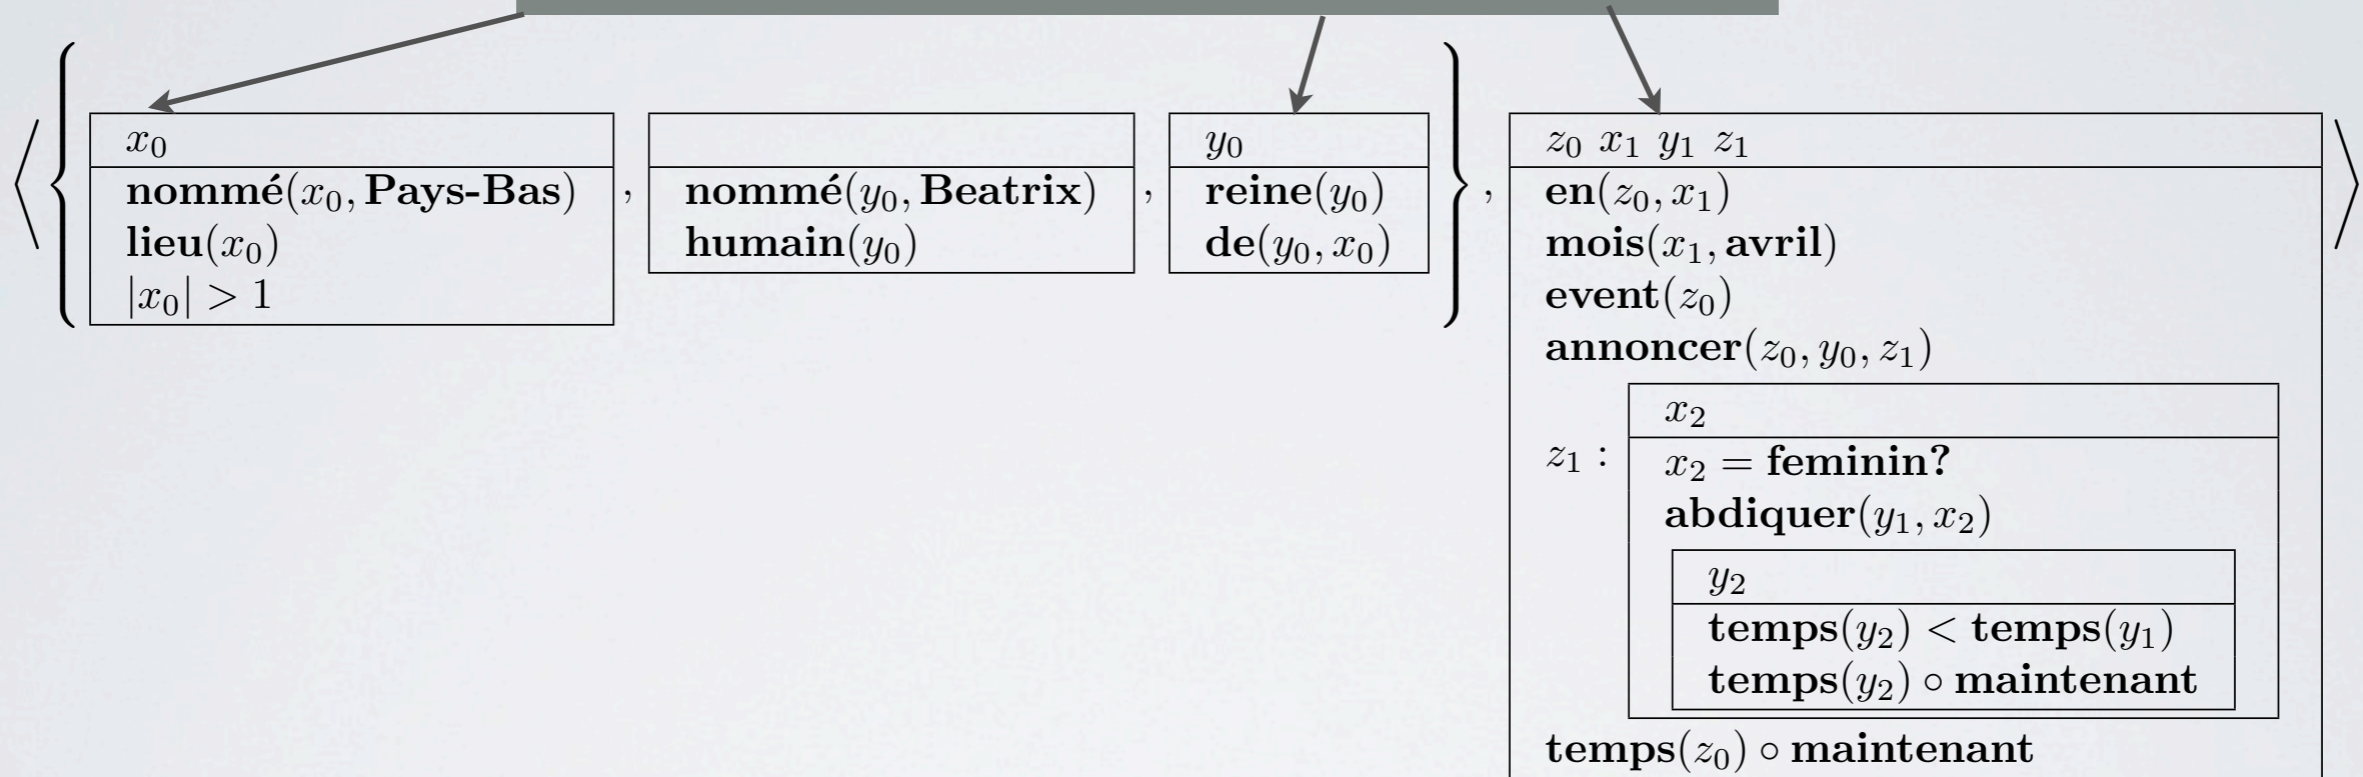 x₀
nommé(x₀, Pays-Bas)
lieu(x₀)
|x₀| > 1
,
nommé(y₀, Beatrix)
humain(y₀)
,
y₀
reine(y₀)
de(y₀, x₀)
,
z₀ x₁ y₁ z₁
en(z₀, x₁)
mois(x₁, avril)
event(z₀)
annoncer(z₀, y₀, z₁)
z₁ :
x₂
x₂ = feminin?
abdiquer(y₁, x₂)
y₂
temps(y₂) < temps(y₁)
temps(y₂) ∘ maintenant
temps(z₀) ∘ maintenant